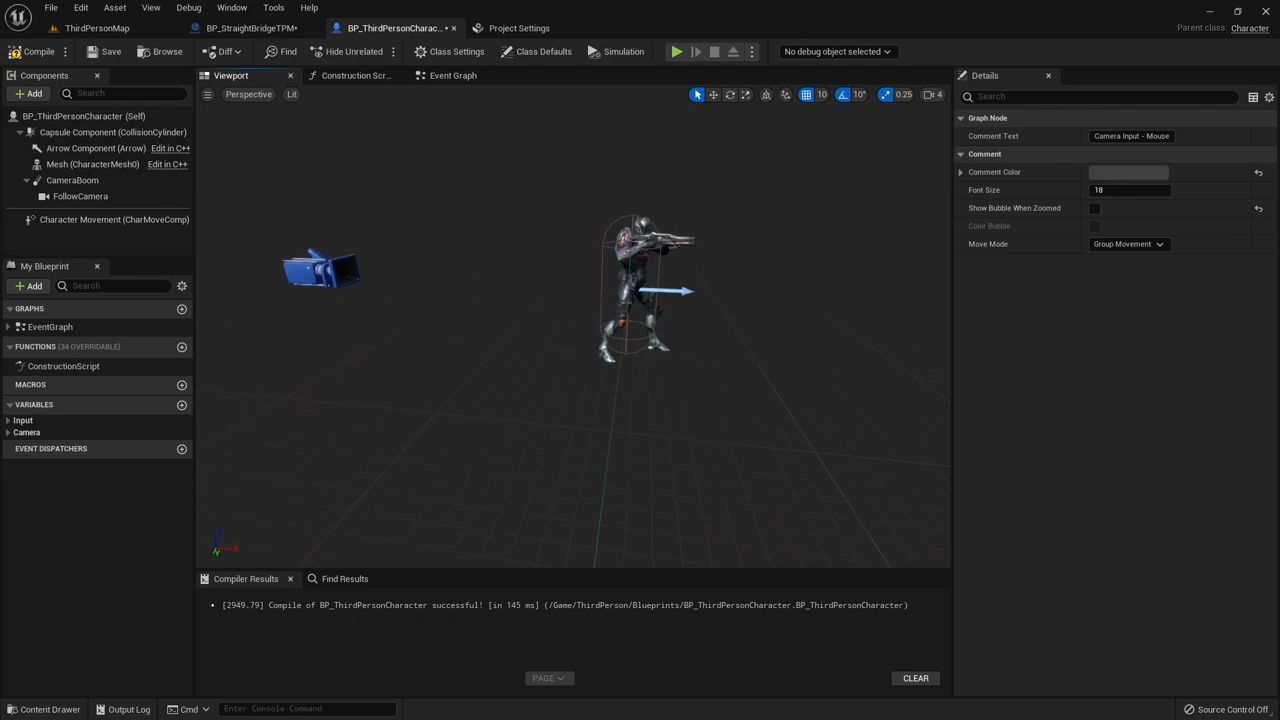 File Edit Asset View Debug Window Tools Help
ThirdPersonMap BP_StraightBridgeTPM* BP_ThirdPersonCharac...* Project Settings
Parent class: Character
Compile Save Browse Diff Find Hide Unrelated Class Settings Class Defaults Simulation No debug object selected
Components
Add Search
BP_ThirdPersonCharacter (Self)
Capsule Component (CollisionCylinder)
Arrow Component (Arrow) Edit in C++
Mesh (CharacterMesh0) Edit in C++
CameraBoom
FollowCamera
Character Movement (CharMoveComp)
My Blueprint
Add Search
GRAPHS
EventGraph
FUNCTIONS (34 OVERRIDABLE)
ConstructionScript
MACROS
VARIABLES
Input
Camera
EVENT DISPATCHERS
Viewport Construction Scr... Event Graph
Perspective Lit 10 10° 0.25 4
Compiler Results Find Results
[2949.79] Compile of BP_ThirdPersonCharacter successful! [in 145 ms] (/Game/ThirdPerson/Blueprints/BP_ThirdPersonCharacter.BP_ThirdPersonCharacter)
PAGE CLEAR
Details
Search
Graph Node
Comment Text Camera Input - Mouse
Comment
Comment Color
Font Size 18
Show Bubble When Zoomed
Color Bubble
Move Mode Group Movement
Content Drawer Output Log Cmd Enter Console Command Source Control Off